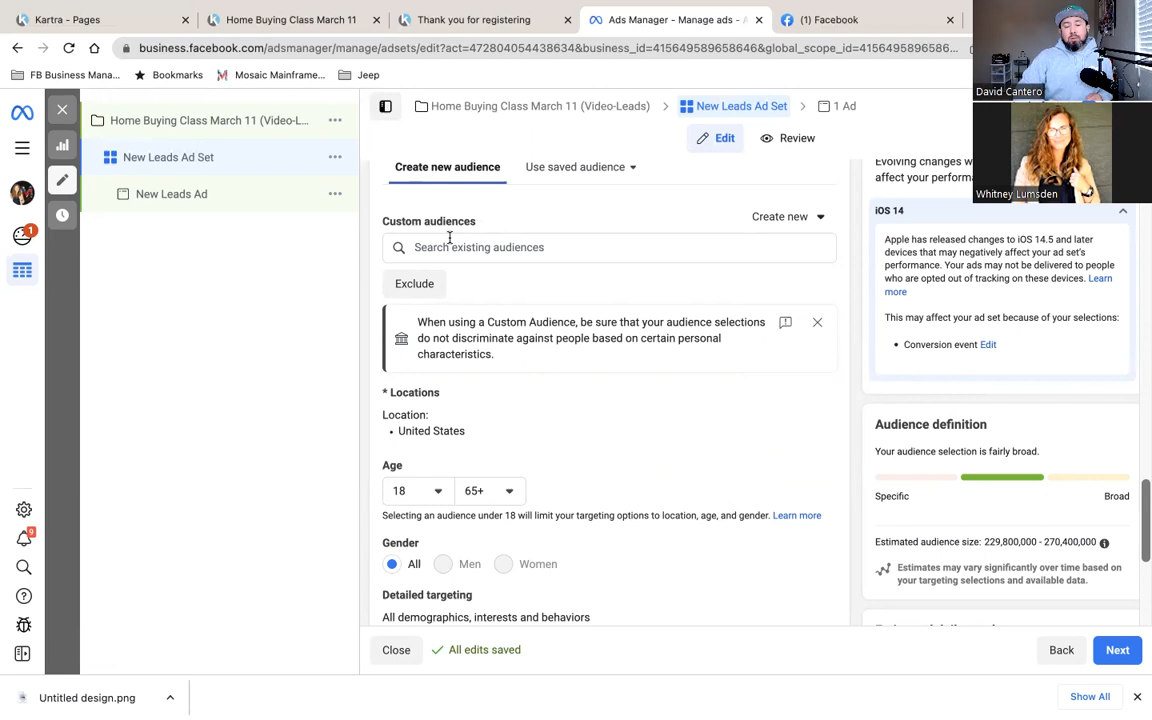 Kartra - Pages
Home Buying Class March 11
Thank you for registering
Ads Manager - Manage ads - A
(1) Facebook
business.facebook.com/adsmanager/manage/adsets/edit?act=472804054438634&business_id=415649589658646&global_scope_id=4156495896586...
FB Business Mana...
Bookmarks
Mosaic Mainframe...
Jeep
David Cantero
Whitney Lumsden
Home Buying Class March 11 (Video-L...
New Leads Ad Set
New Leads Ad
1
9
Home Buying Class March 11 (Video-Leads)
New Leads Ad Set
1 Ad
Edit
Review
Create new audience
Use saved audience
Custom audiences
Create new
Search existing audiences
Exclude
When using a Custom Audience, be sure that your audience selections
do not discriminate against people based on certain personal
characteristics.
* Locations
Location:
• United States
Age
18
65+
Selecting an audience under 18 will limit your targeting options to location, age, and gender. Learn more
Gender
All
Men
Women
Detailed targeting
All demographics, interests and behaviors
Evolving changes w
affect your perform
iOS 14
Apple has released changes to iOS 14.5 and later
devices that may negatively affect your ad set's
performance. Your ads may not be delivered to people
who are opted out of tracking on these devices. Learn
more
This may affect your ad set because of your selections:
• Conversion event Edit
Audience definition
Your audience selection is fairly broad.
Specific
Broad
Estimated audience size: 229,800,000 - 270,400,000
Estimates may vary significantly over time based on
your targeting selections and available data.
Close
All edits saved
Back
Next
Untitled design.png
Show All